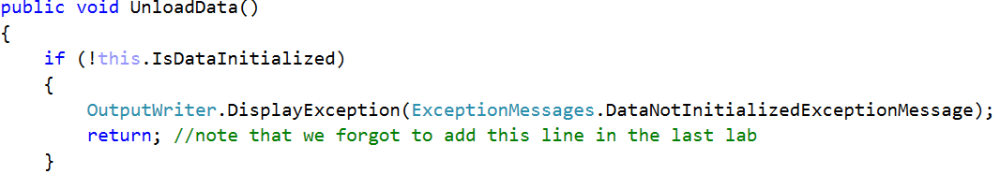 public void UnloadData()
{
    if (!this.IsDataInitialized)
    {
        OutputWriter.DisplayException(ExceptionMessages.DataNotInitializedExceptionMessage);
        return; //note that we forgot to add this line in the last lab
    }